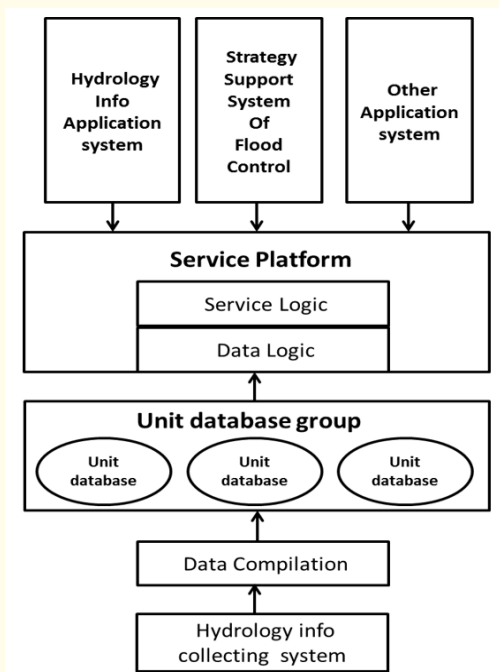 Hydrology
Info
Application
system
Strategy
Support
System
Of
Flood
Control
Other
Application
system
Service Platform
Service Logic
Data Logic
Unit database group
Unit
database
Unit
database
Unit
database
Data Compilation
Hydrology info
collecting system